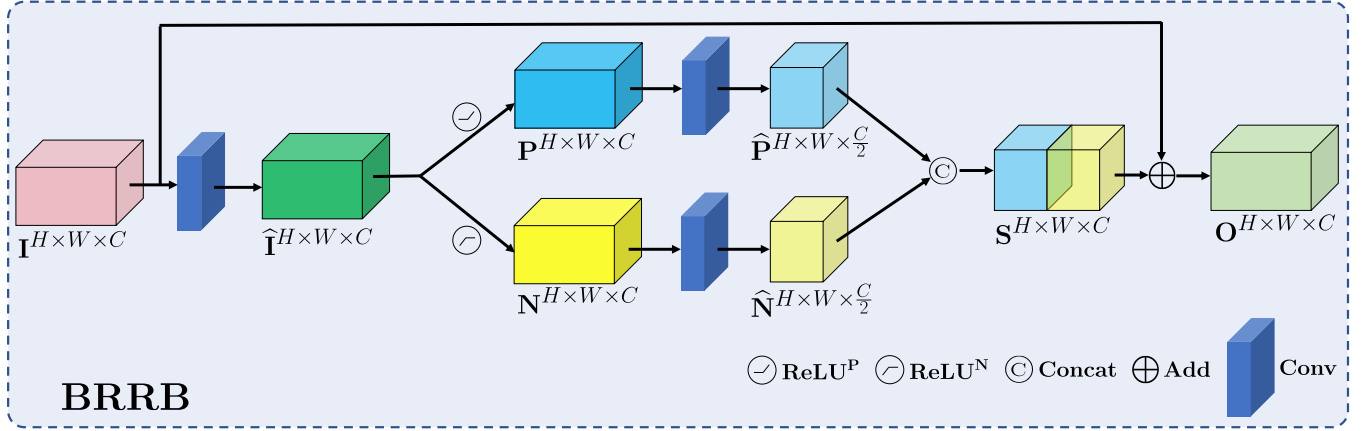 P^{H×W×C}
P̂^{H×W×C/2}
C
I^{H×W×C}
Î^{H×W×C}
S^{H×W×C}
O^{H×W×C}
N^{H×W×C}
N̂^{H×W×C/2}
ReLU^P
ReLU^N
C Concat
Add
Conv
BRRB